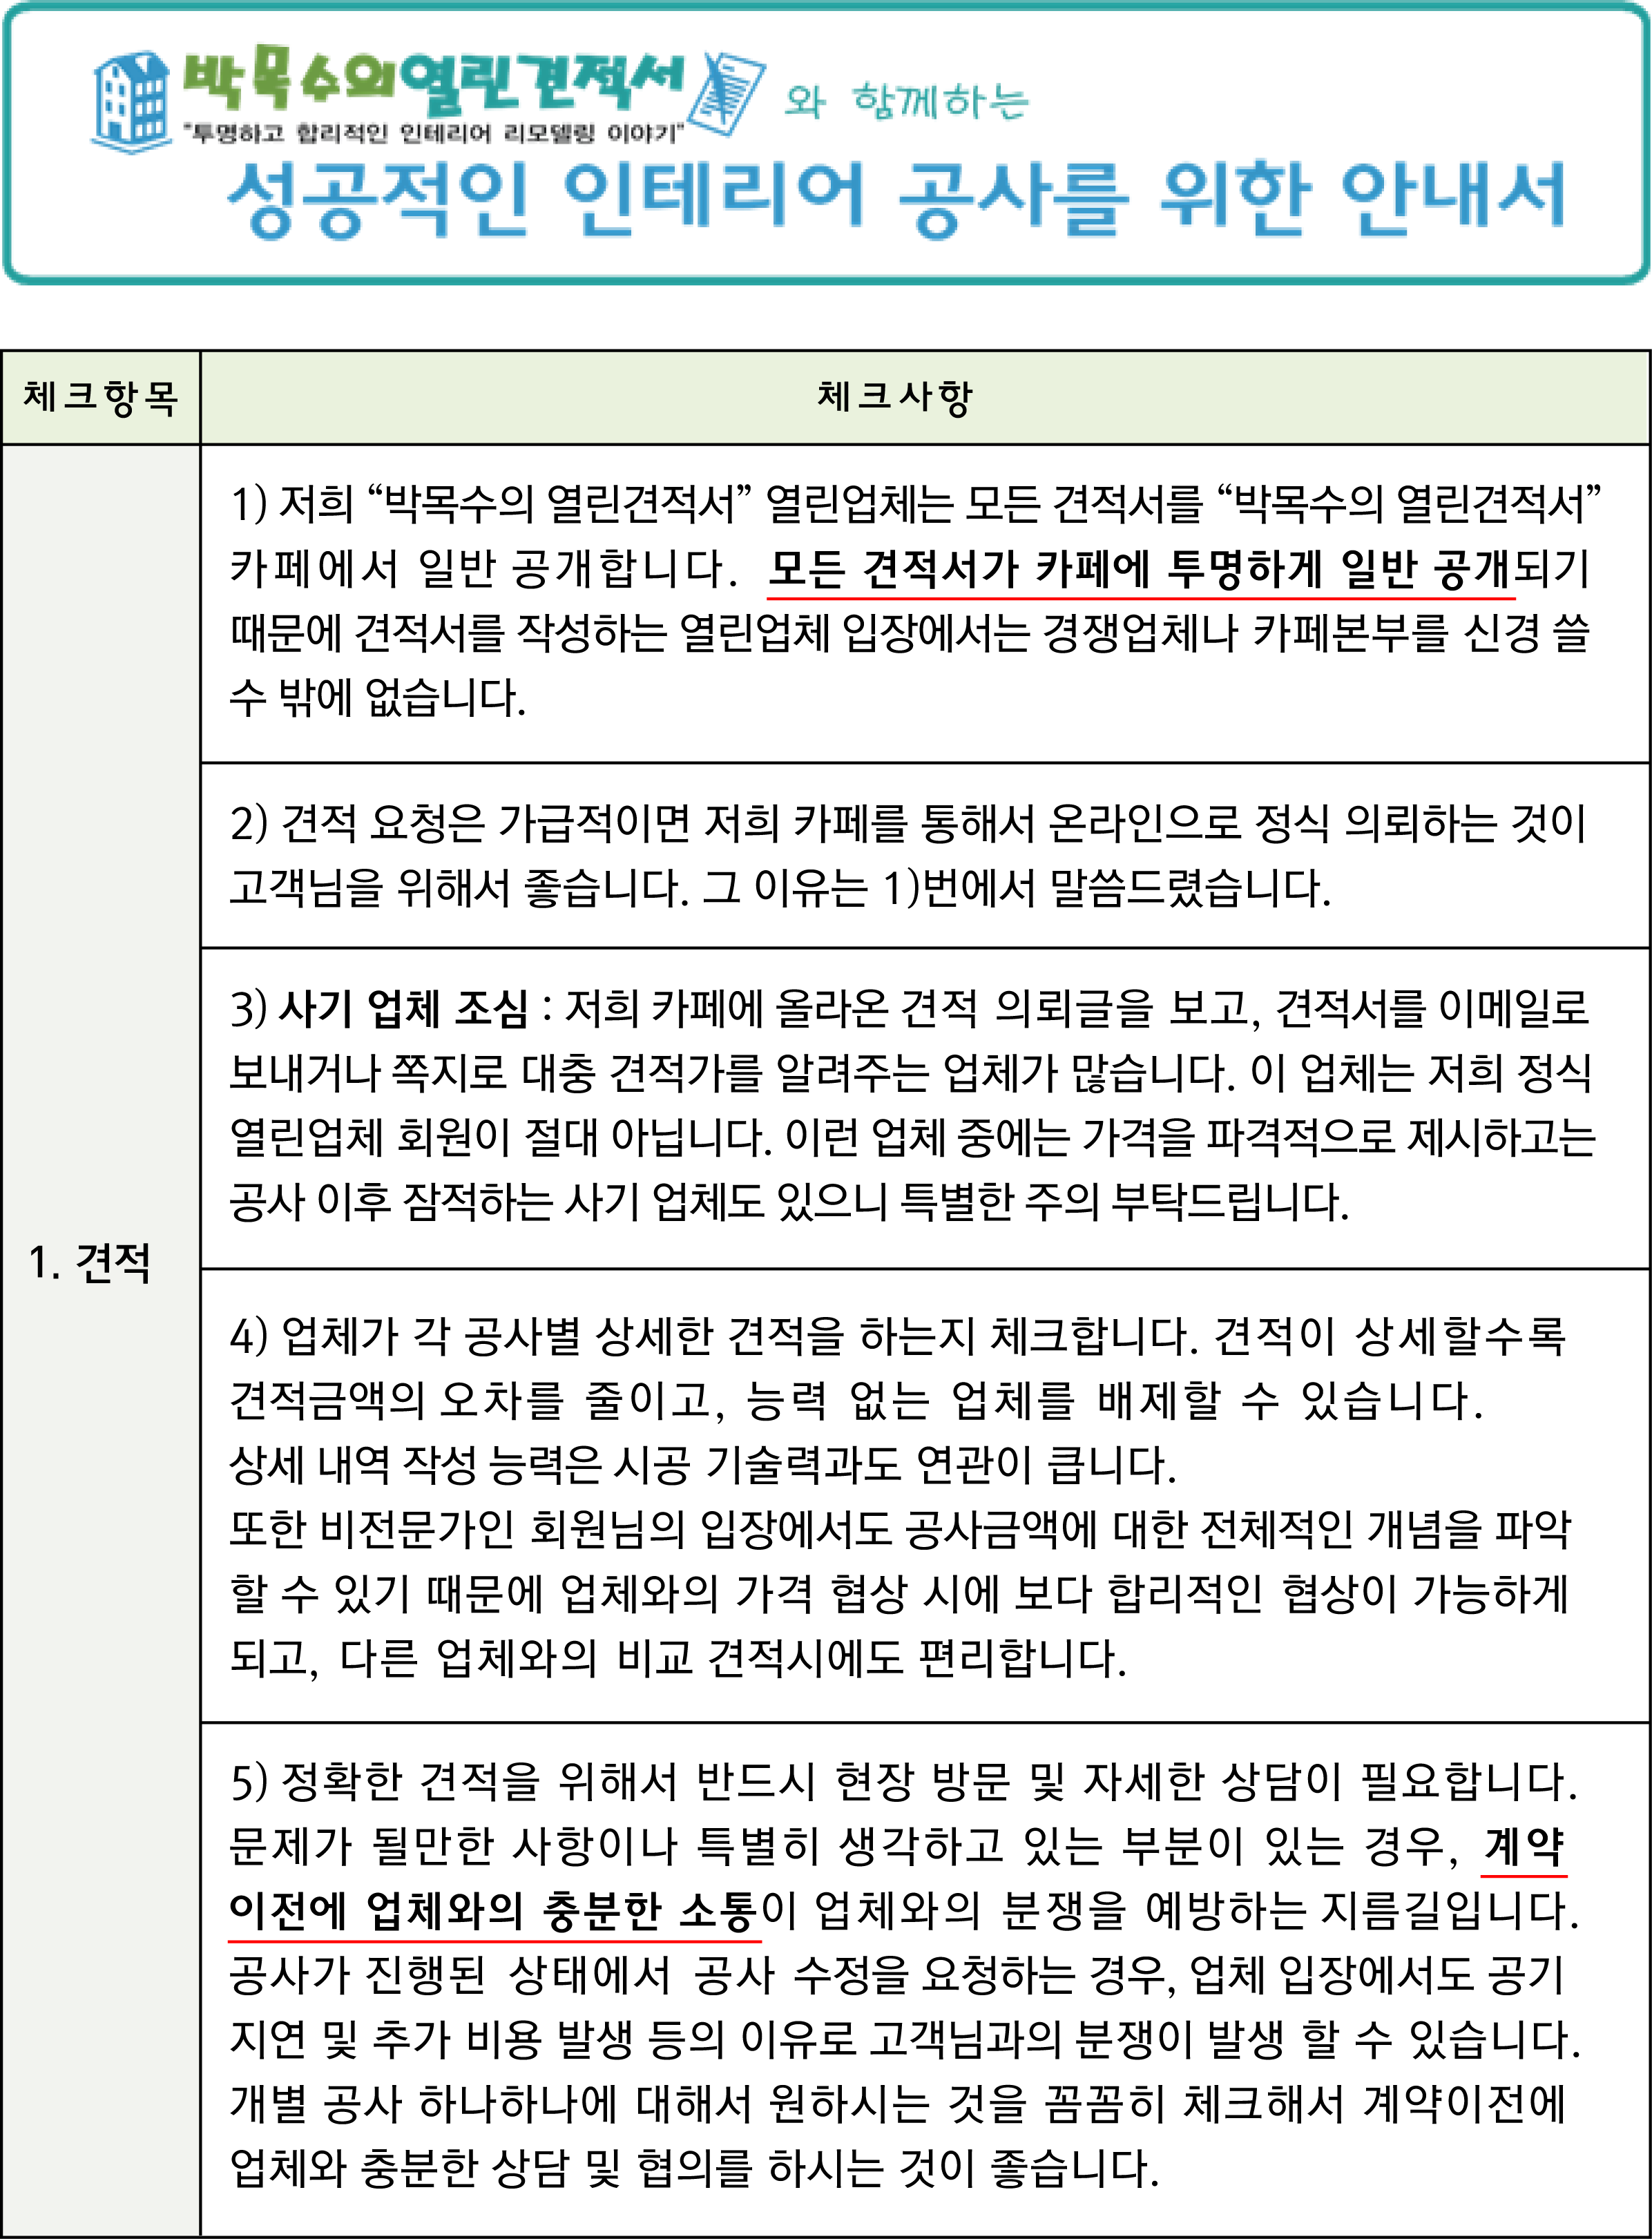 박목수의열린견적서 와 함께하는
"투명하고 합리적인 인테리어 리모델링 이야기"
성공적인 인테리어 공사를 위한 안내서
체크항목
체크사항
1. 견적
1) 저희 “박목수의 열린견적서” 열린업체는 모든 견적서를 “박목수의 열린견적서”
카페에서 일반 공개합니다. 모든 견적서가 카페에 투명하게 일반 공개되기
때문에 견적서를 작성하는 열린업체 입장에서는 경쟁업체나 카페본부를 신경 쓸
수 밖에 없습니다.
2) 견적 요청은 가급적이면 저희 카페를 통해서 온라인으로 정식 의뢰하는 것이
고객님을 위해서 좋습니다. 그 이유는 1)번에서 말씀드렸습니다.
3) 사기 업체 조심 : 저희 카페에 올라온 견적 의뢰글을 보고, 견적서를 이메일로
보내거나 쪽지로 대충 견적가를 알려주는 업체가 많습니다. 이 업체는 저희 정식
열린업체 회원이 절대 아닙니다. 이런 업체 중에는 가격을 파격적으로 제시하고는
공사 이후 잠적하는 사기 업체도 있으니 특별한 주의 부탁드립니다.
4) 업체가 각 공사별 상세한 견적을 하는지 체크합니다. 견적이 상세할수록
견적금액의 오차를 줄이고, 능력 없는 업체를 배제할 수 있습니다.
상세 내역 작성 능력은 시공 기술력과도 연관이 큽니다.
또한 비전문가인 회원님의 입장에서도 공사금액에 대한 전체적인 개념을 파악
할 수 있기 때문에 업체와의 가격 협상 시에 보다 합리적인 협상이 가능하게
되고, 다른 업체와의 비교 견적시에도 편리합니다.
5) 정확한 견적을 위해서 반드시 현장 방문 및 자세한 상담이 필요합니다.
문제가 될만한 사항이나 특별히 생각하고 있는 부분이 있는 경우, 계약
이전에 업체와의 충분한 소통이 업체와의 분쟁을 예방하는 지름길입니다.
공사가 진행된 상태에서 공사 수정을 요청하는 경우, 업체 입장에서도 공기
지연 및 추가 비용 발생 등의 이유로 고객님과의 분쟁이 발생 할 수 있습니다.
개별 공사 하나하나에 대해서 원하시는 것을 꼼꼼히 체크해서 계약이전에
업체와 충분한 상담 및 협의를 하시는 것이 좋습니다.